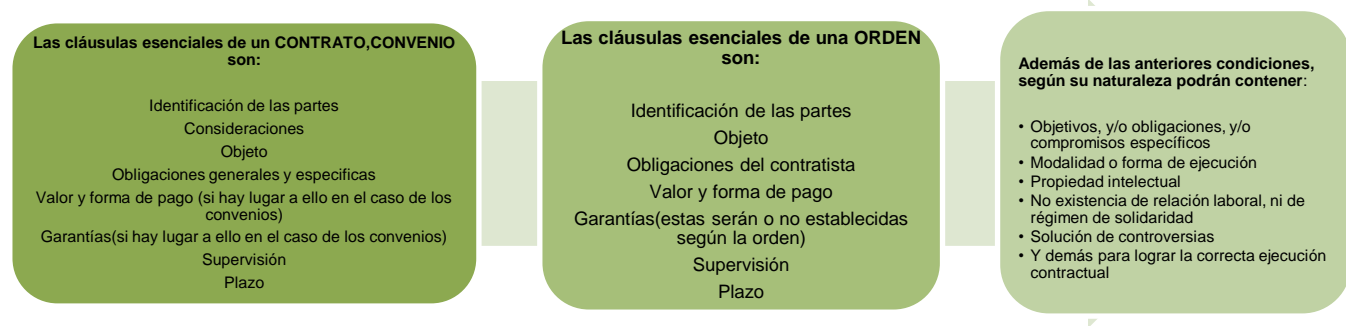 Las cláusulas esenciales de un CONTRATO,CONVENIO
son:
Identificación de las partes
Consideraciones
Objeto
Obligaciones generales y especificas
Valor y forma de pago (si hay lugar a ello en el caso de los
convenios)
Garantías(si hay lugar a ello en el caso de los convenios)
Supervisión
Plazo
Las cláusulas esenciales de una ORDEN
son:
Identificación de las partes
Objeto
Obligaciones del contratista
Valor y forma de pago
Garantías(estas serán o no establecidas
según la orden)
Supervisión
Plazo
Además de las anteriores condiciones,
según su naturaleza podrán contener:
• Objetivos, y/o obligaciones, y/o
compromisos específicos
• Modalidad o forma de ejecución
• Propiedad intelectual
• No existencia de relación laboral, ni de
régimen de solidaridad
• Solución de controversias
• Y demás para lograr la correcta ejecución
contractual